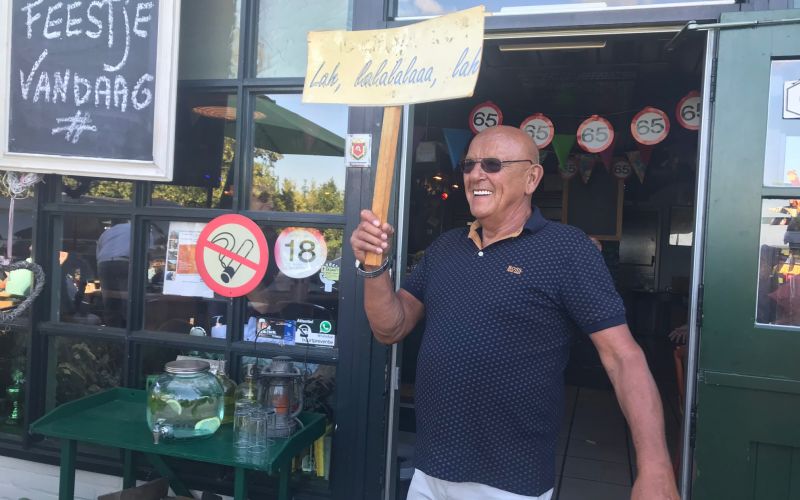 FEESTJE
VANDAAG
#
Lah, lalalalaaa, lah
65
65
65
65
65
65
18
BOSS